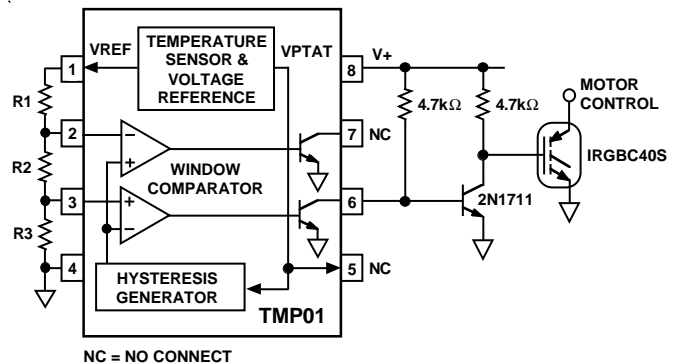 TEMPERATURE
SENSOR &
VOLTAGE
REFERENCE
VREF
VPTAT
1
2
3
4
R1
R2
R3
8
7
6
5
V+
NC
NC
WINDOW
COMPARATOR
−
+
+
−
HYSTERESIS
GENERATOR
TMP01
4.7kΩ
4.7kΩ
2N1711
MOTOR
CONTROL
IRGBC40S
NC = NO CONNECT